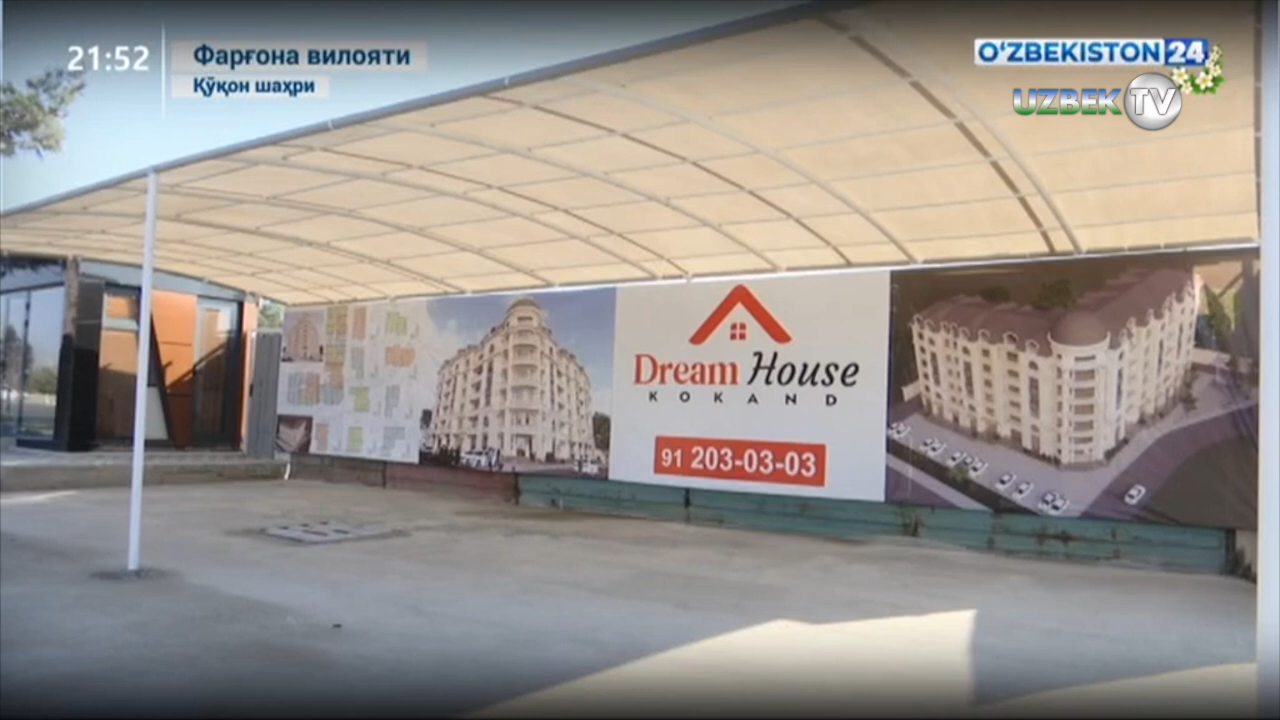 21:52
Фарғона вилояти
Қўқон шаҳри
O‘ZBEKISTON 24
UZBEK TV
Dream House
KOKAND
91 203-03-03